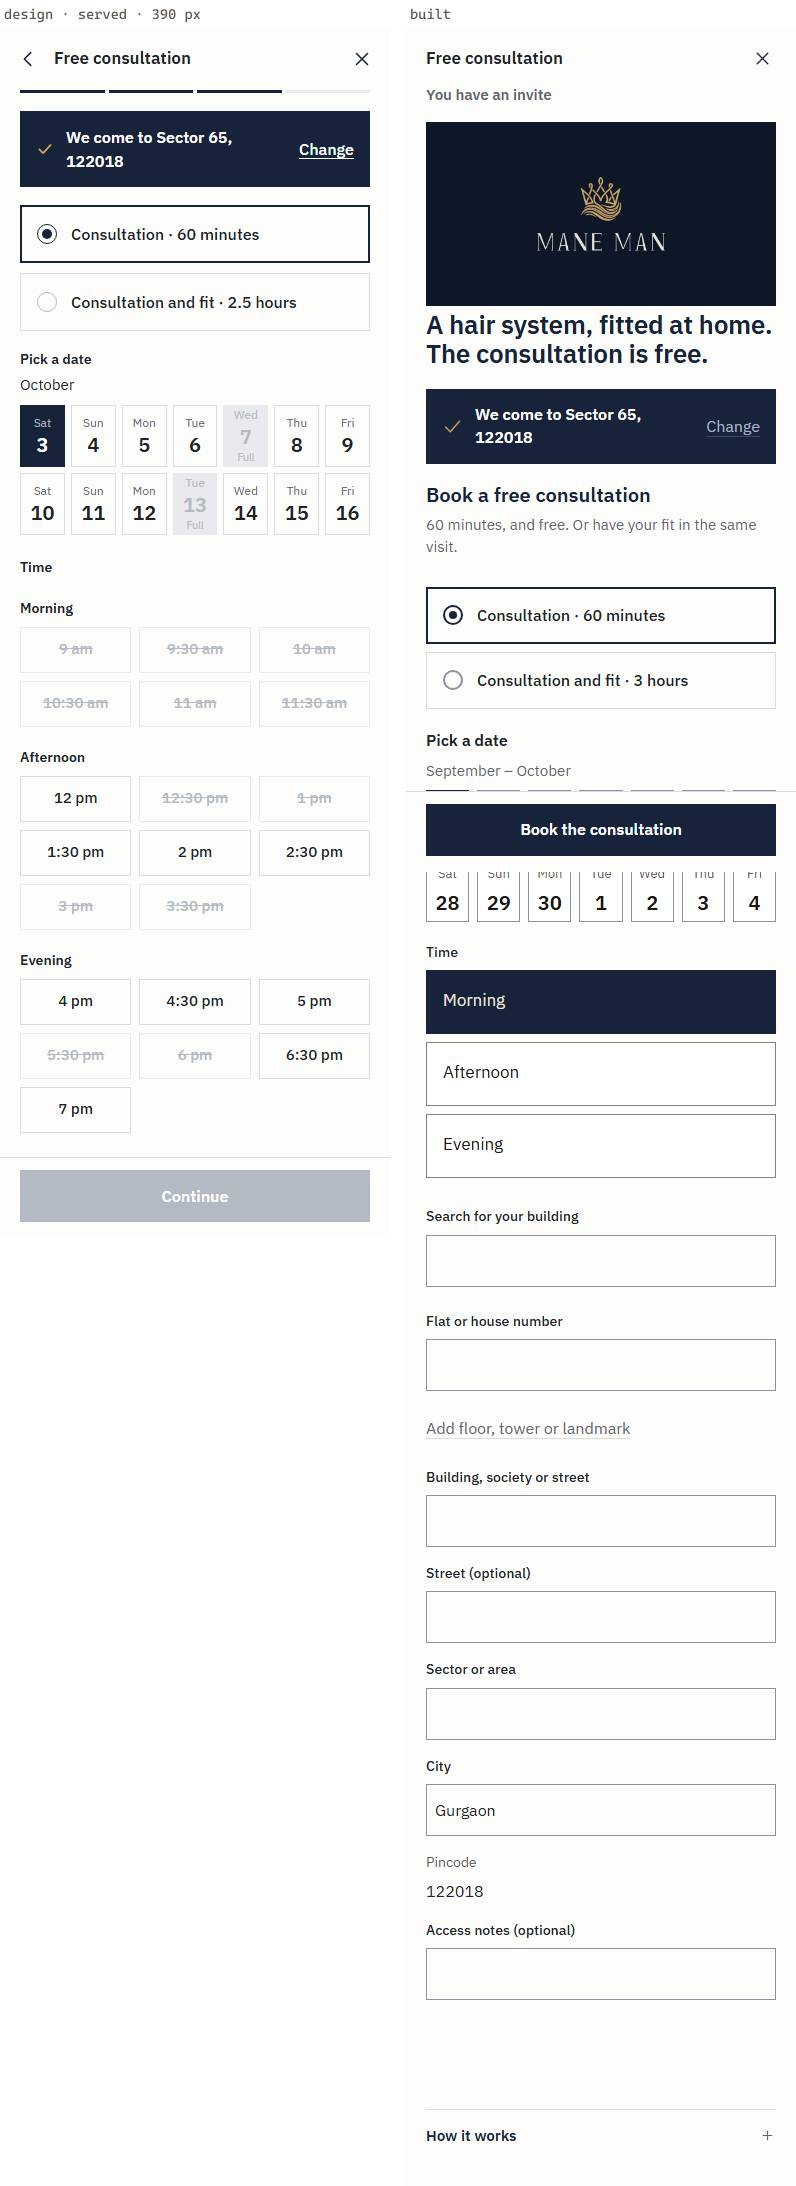 design · served · 390 px
Free consultation
We come to Sector 65,
122018
Change
Consultation · 60 minutes
Consultation and fit · 2.5 hours
Pick a date
October
Sat Sun Mon Tue Wed Thu Fri
3 4 5 6 7 8 9
Full
Sat Sun Mon Tue Wed Thu Fri
10 11 12 13 14 15 16
Full
Time
Morning
9 am 9:30 am 10 am
10:30 am 11 am 11:30 am
Afternoon
12 pm 12:30 pm 1 pm
1:30 pm 2 pm 2:30 pm
3 pm 3:30 pm
Evening
4 pm 4:30 pm 5 pm
5:30 pm 6 pm 6:30 pm
7 pm
Continue
built
Free consultation
You have an invite
MANE MAN
A hair system, fitted at home.
The consultation is free.
We come to Sector 65,
122018
Change
Book a free consultation
60 minutes, and free. Or have your fit in the same
visit.
Consultation · 60 minutes
Consultation and fit · 3 hours
Pick a date
September – October
Book the consultation
Sat Sun Mon Tue Wed Thu Fri
28 29 30 1 2 3 4
Time
Morning
Afternoon
Evening
Search for your building
Flat or house number
Add floor, tower or landmark
Building, society or street
Street (optional)
Sector or area
City
Gurgaon
Pincode
122018
Access notes (optional)
How it works +